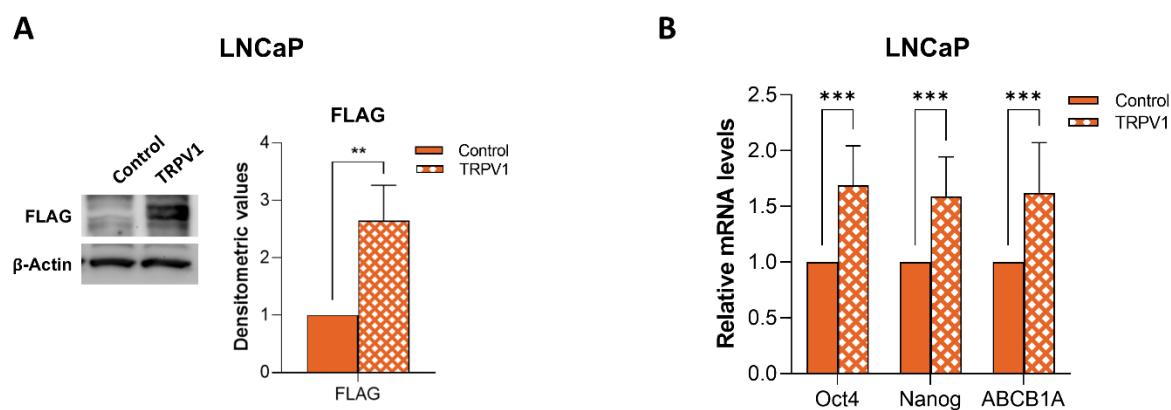 A
LNCaP
Control
TRPV1
FLAG
β-Actin
FLAG
Densitometric values
4
3
2
1
0
**
FLAG
Control
TRPV1
B
LNCaP
Relative mRNA levels
2.5
2.0
1.5
1.0
0.5
0.0
***
***
***
Oct4
Nanog
ABCB1A
Control
TRPV1